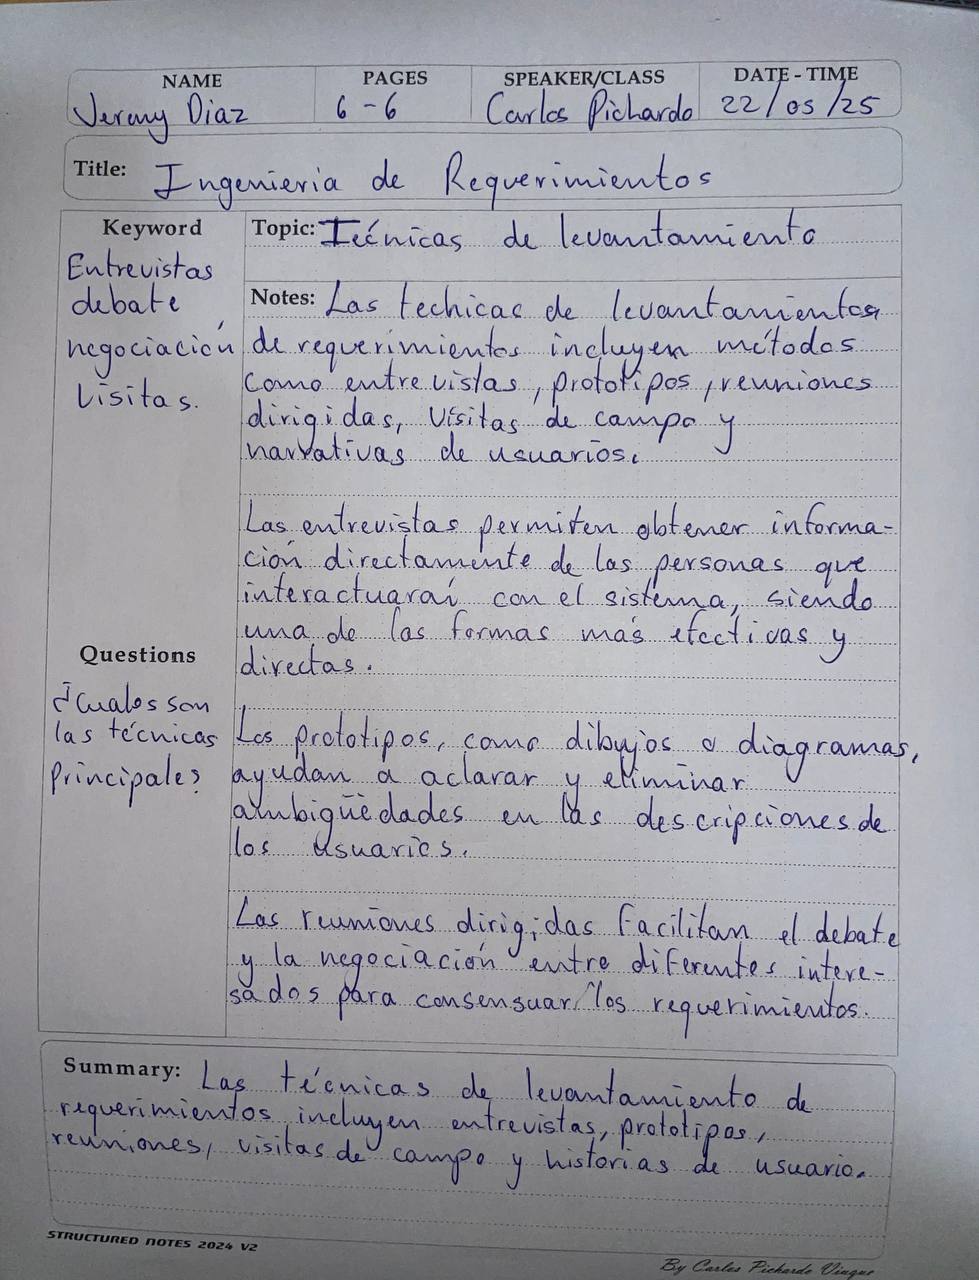 NAME PAGES SPEAKER/CLASS DATE - TIME
Jeremy Diaz 6 - 6 Carlos Pichardo 22/05/25
Title: Ingenieria de Requerimientos
Keyword
Entrevistas
debate
negociación
Visitas.
Questions
¿Cuales son
las técnicas
principales?
Topic: Técnicas de levantamiento
Notes: Las techicas de levantamientos
de requerimientos incluyen métodos
como entrevistas, prototipos, reuniones
dirigidas, visitas de campo y
narrativas de usuarios.
Las entrevistas permiten obtener informa-
ción directamente de las personas que
interactuarań con el sistema, siendo
una de las formas más efectivas y
directas.
Los prototipos, como dibujos o diagramas,
ayudan a aclarar y eliminar
ambigüedades en las descripciones de
los usuarios.
Las reuniones dirigidas facilitan el debate
y la negociación entre diferentes intere-
sados para consensuar los requerimientos.
Summary: Las técnicas de levantamiento de
requerimientos incluyen entrevistas, prototipos,
reuniones, visitas de campo y historias de usuario.
STRUCTURED NOTES 2024 V2
By Carlos Pichardo Viuque